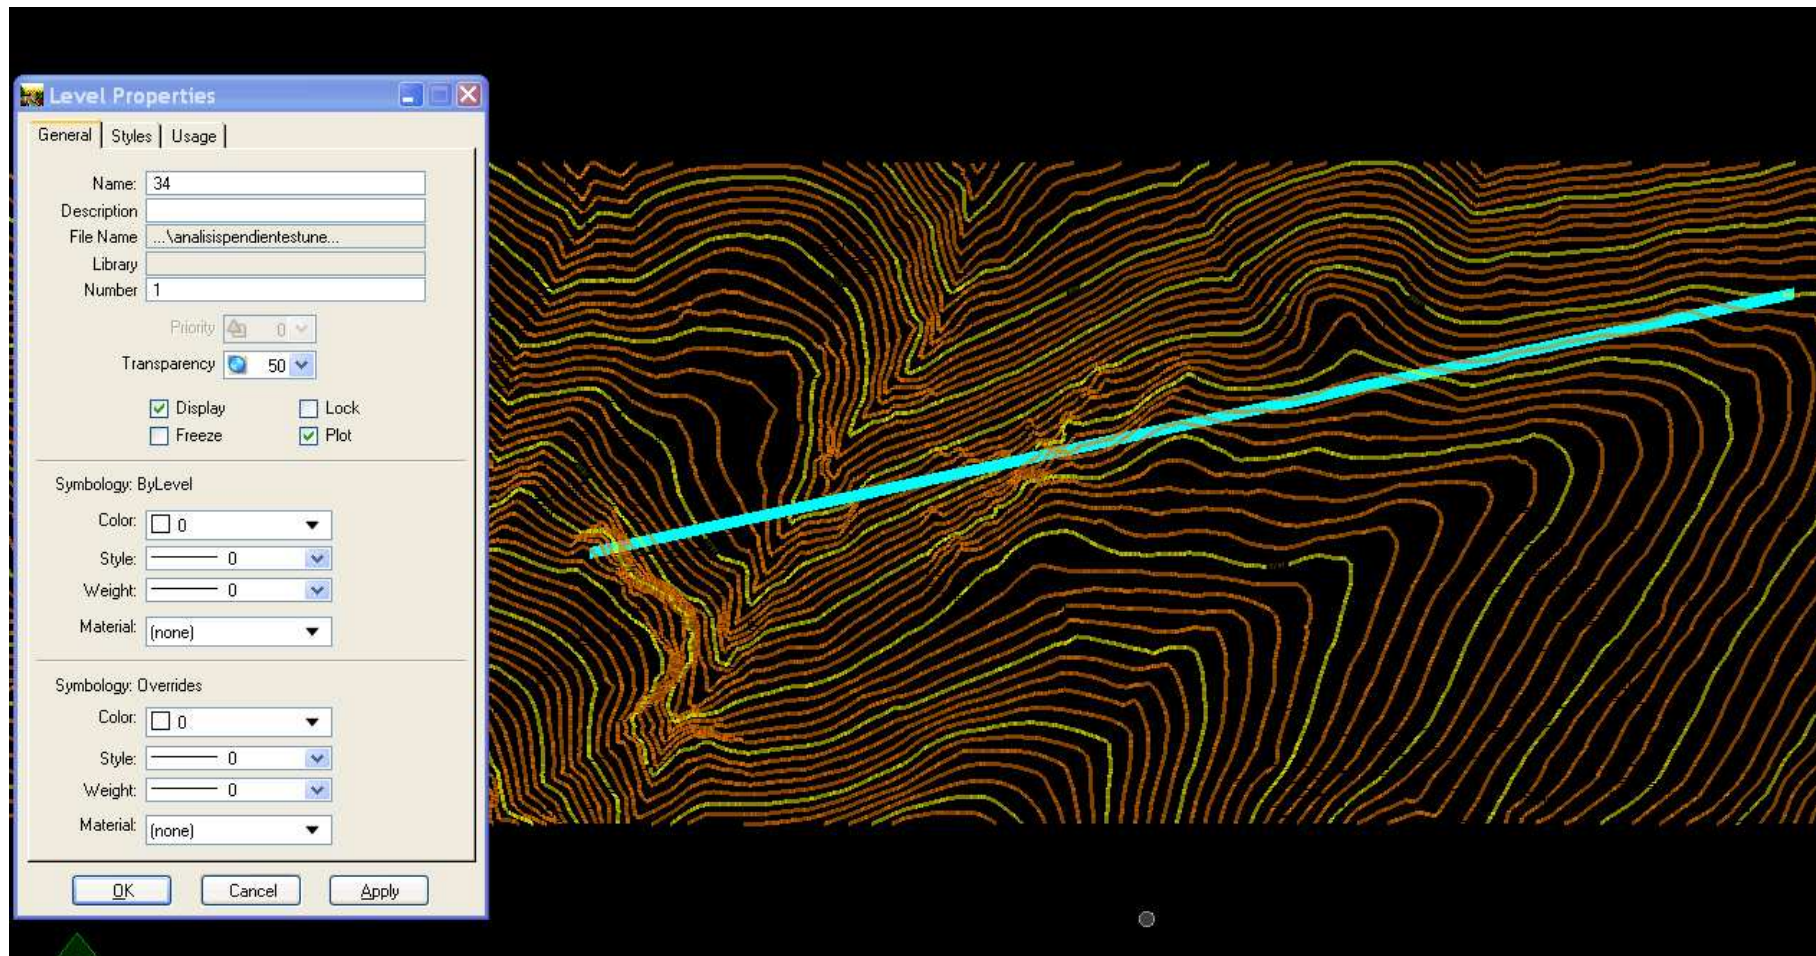 Level Properties
General Styles Usage
Name: 34
Description
File Name ...\analisispendientestune...
Library
Number 1
Priority 0
Transparency 50
Display Lock
Freeze Plot
Symbology: ByLevel
Color: 0
Style: 0
Weight: 0
Material: (none)
Symbology: Overrides
Color: 0
Style: 0
Weight: 0
Material: (none)
OK Cancel Apply